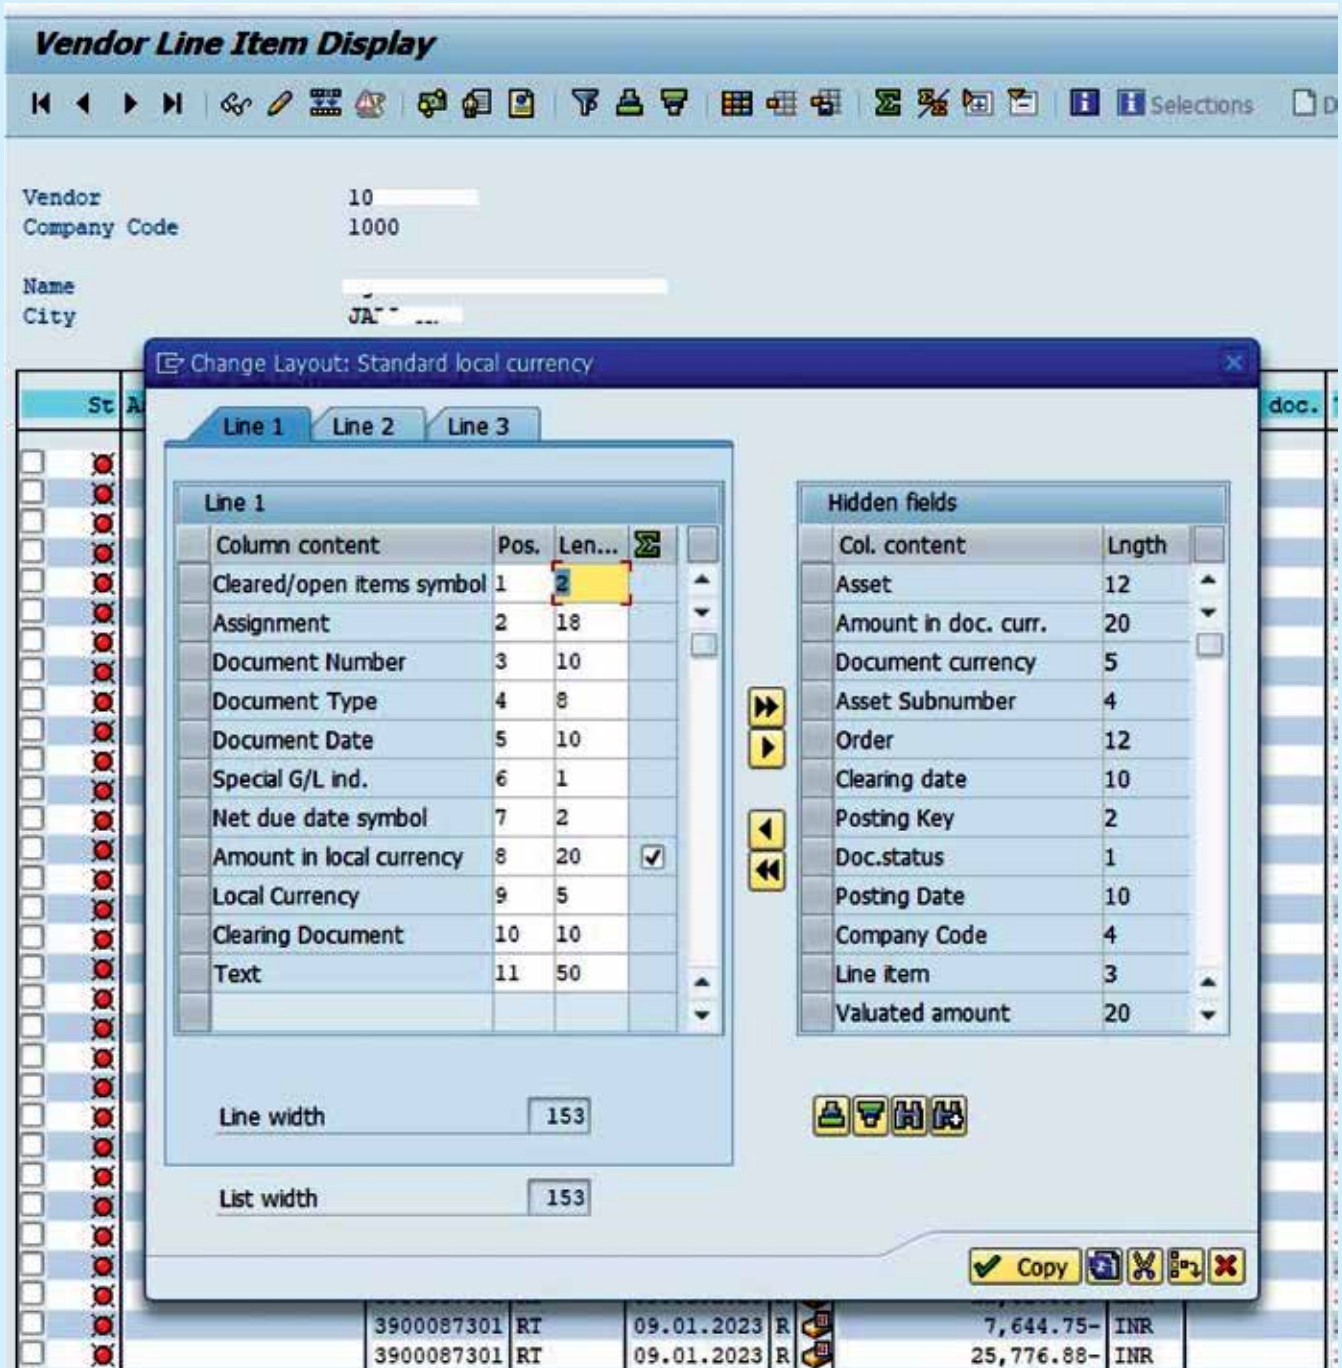 Vendor Line Item Display
Selections
Vendor 10
Company Code 1000
Name
City
Change Layout: Standard local currency
St
doc.
Line 1 Line 2 Line 3
Line 1
Column content Pos. Len...
Cleared/open items symbol 1 2
Assignment 2 18
Document Number 3 10
Document Type 4 8
Document Date 5 10
Special G/L ind. 6 1
Net due date symbol 7 2
Amount in local currency 8 20
Local Currency 9 5
Clearing Document 10 10
Text 11 50
Line width 153
List width 153
Hidden fields
Col. content Lngth
Asset 12
Amount in doc. curr. 20
Document currency 5
Asset Subnumber 4
Order 12
Clearing date 10
Posting Key 2
Doc.status 1
Posting Date 10
Company Code 4
Line item 3
Valuated amount 20
Copy
3900087301 RT 09.01.2023 R 7,644.75- INR
3900087301 RT 09.01.2023 R 25,776.88- INR